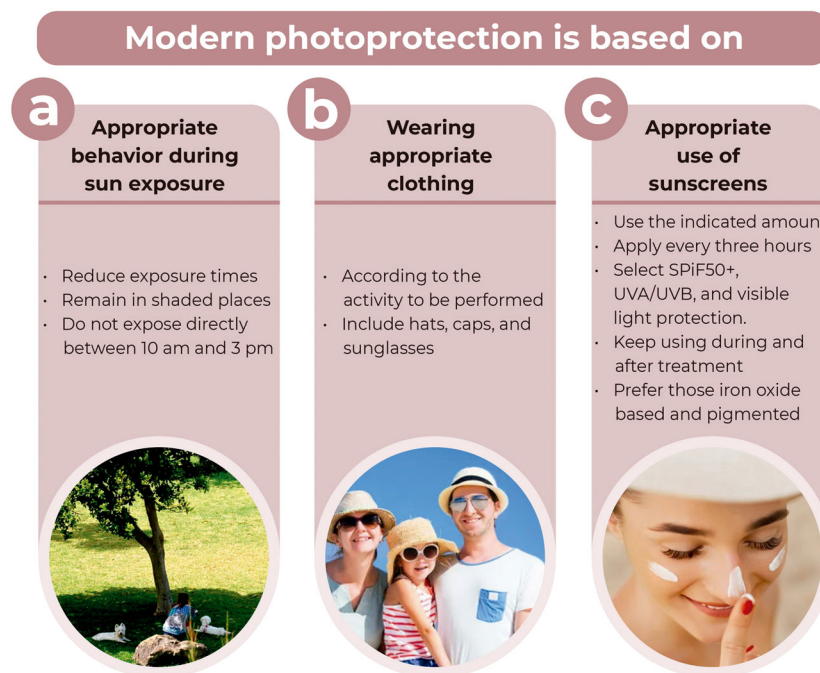 Modern photoprotection is based on
a
Appropriate
behavior during
sun exposure
· Reduce exposure times
· Remain in shaded places
· Do not expose directly
between 10 am and 3 pm
b
Wearing
appropriate
clothing
· According to the
activity to be performed
· Include hats, caps, and
sunglasses
c
Appropriate
use of
sunscreens
· Use the indicated amoun
· Apply every three hours
· Select SPiF50+,
UVA/UVB, and visible
light protection.
· Keep using during and
after treatment
· Prefer those iron oxide
based and pigmented